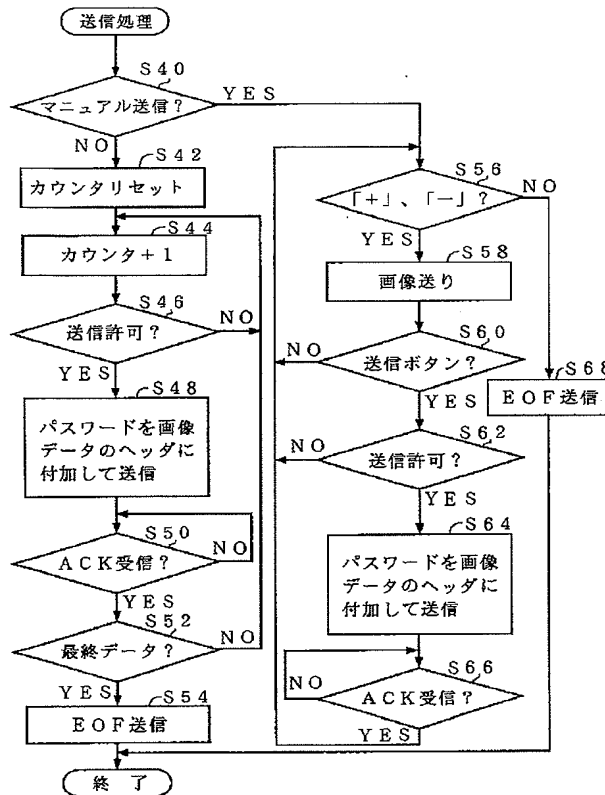 送信処理
S40
マニュアル送信?
YES
NO
S42
カウンタリセット
S44
カウンタ+1
S46
送信許可?
NO
YES
S48
パスワードを画像
データのヘッダに
付加して送信
S50
ACK受信?
NO
YES
S52
最終データ?
NO
YES
S54
EOF送信
終了
S56
「+」、「-」?
NO
YES
S58
画像送り
S60
送信ボタン?
NO
YES
S62
送信許可?
NO
YES
S64
パスワードを画像
データのヘッダに
付加して送信
S66
ACK受信?
NO
YES
S68
EOF送信